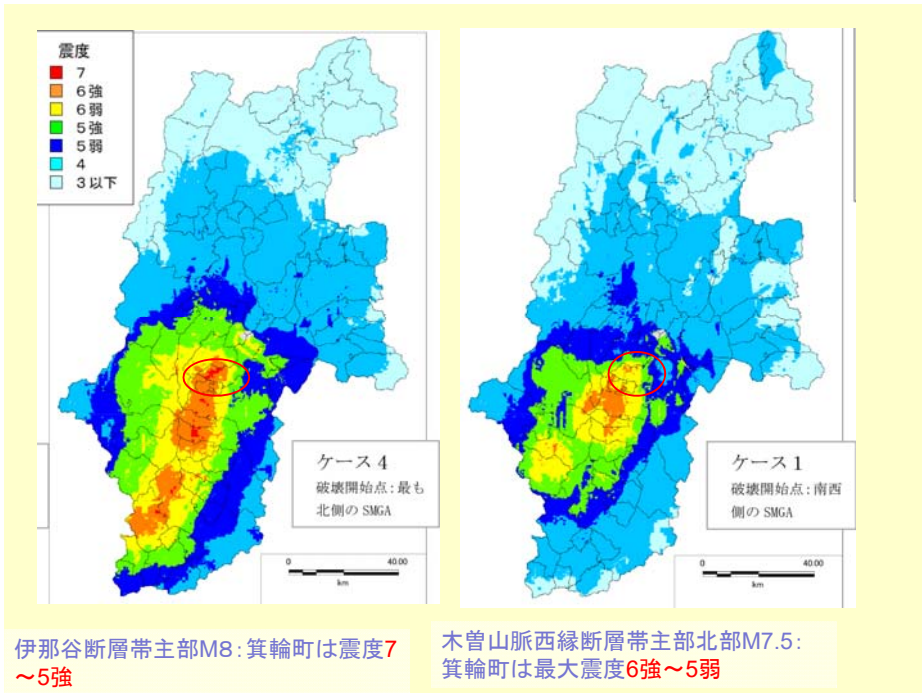 震度
7
6強
6弱
5強
5弱
4
3以下
ケース4
破壊開始点:最も
北側のSMGA
0 40.00
km
ケース1
破壊開始点:南西
側のSMGA
0 40.00
km
伊那谷断層帯主部M8:箕輪町は震度7
~5強
木曽山脈西縁断層帯主部北部M7.5:
箕輪町は最大震度6強~5弱